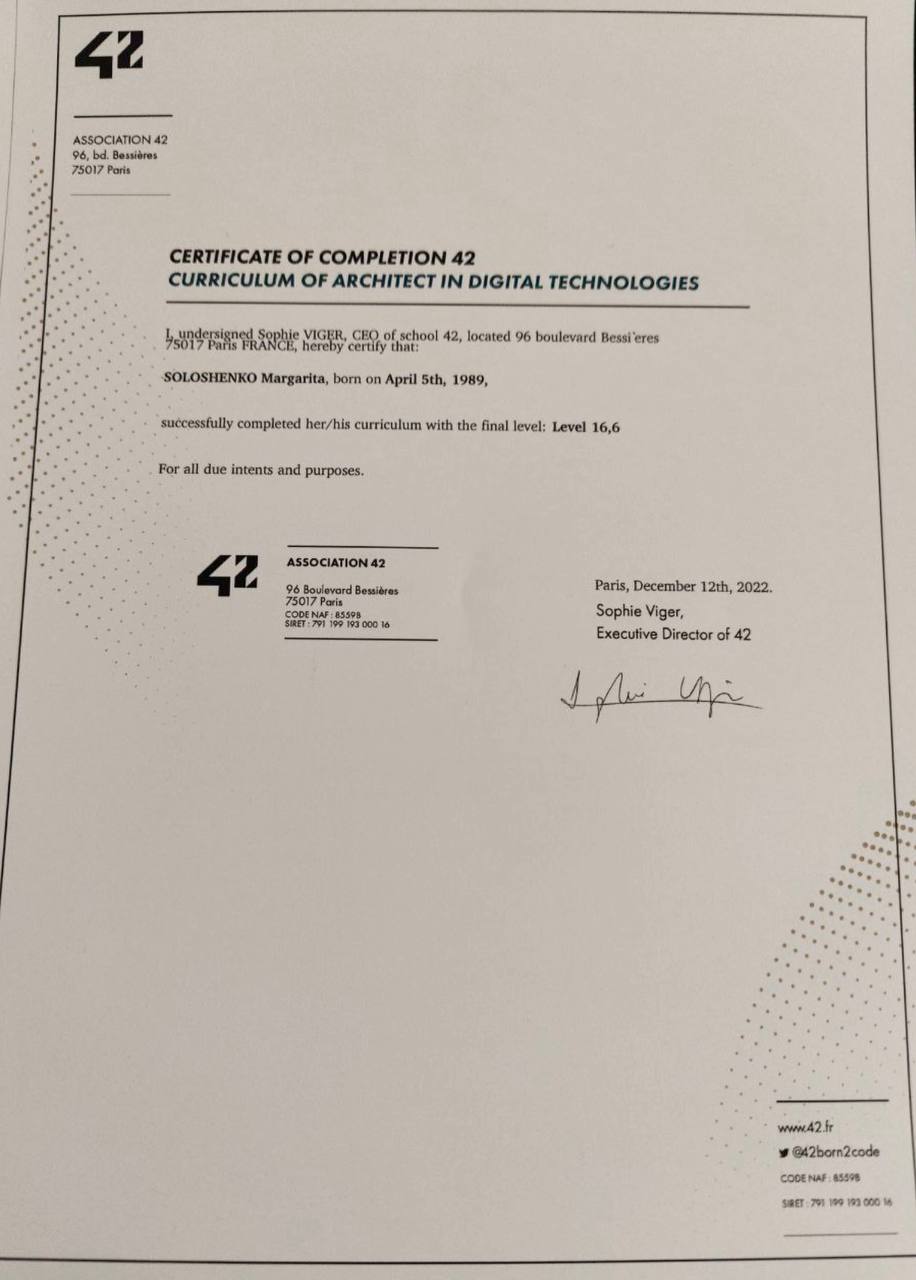 42
ASSOCIATION 42
96, bd. Bessières
75017 Paris
CERTIFICATE OF COMPLETION 42
CURRICULUM OF ARCHITECT IN DIGITAL TECHNOLOGIES
I, undersigned Sophie VIGER, CEO of school 42, located 96 boulevard Bessi'eres
75017 Paris FRANCE, hereby certify that:
SOLOSHENKO Margarita, born on April 5th, 1989,
successfully completed her/his curriculum with the final level: Level 16,6
For all due intents and purposes.
42
ASSOCIATION 42
96 Boulevard Bessières
75017 Paris
CODE NAF : 8559B
SIRET : 791 199 193 000 16
Paris, December 12th, 2022.
Sophie Viger,
Executive Director of 42
www.42.fr
@42born2code
CODE NAF : 8559B
SIRET : 791 199 193 000 16